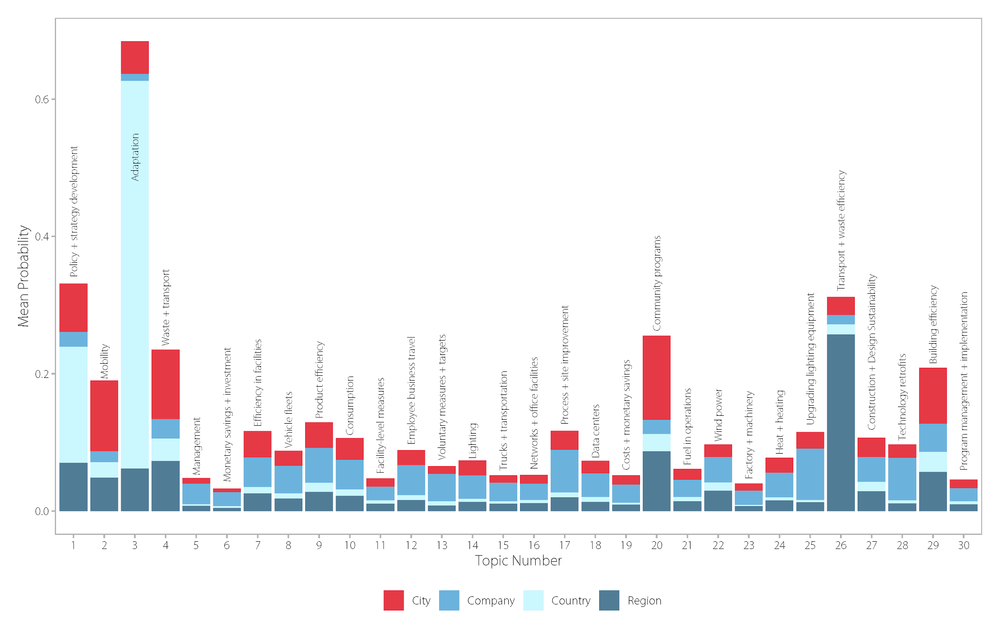 Mean Probability
0.6
0.4
0.2
0.0
Policy + strategy development
Mobility
Adaptation
Waste + transport
Management
Monetary savings + investment
Efficiency in facilities
Vehicle fleets
Product efficiency
Consumption
Facility-level measures
Employee business travel
Voluntary measures + targets
Lighting
Trucks + transportation
Networks + office facilities
Process + site improvement
Data centers
Costs + monetary savings
Community programs
Fuel in operations
Wind power
Factory + machinery
Heat + heating
Upgrading lighting equipment
Transport + waste efficiency
Construction + Design Sustainability
Technology retrofits
Building efficiency
Program management + implementation
1 2 3 4 5 6 7 8 9 10 11 12 13 14 15 16 17 18 19 20 21 22 23 24 25 26 27 28 29 30
Topic Number
City Company Country Region